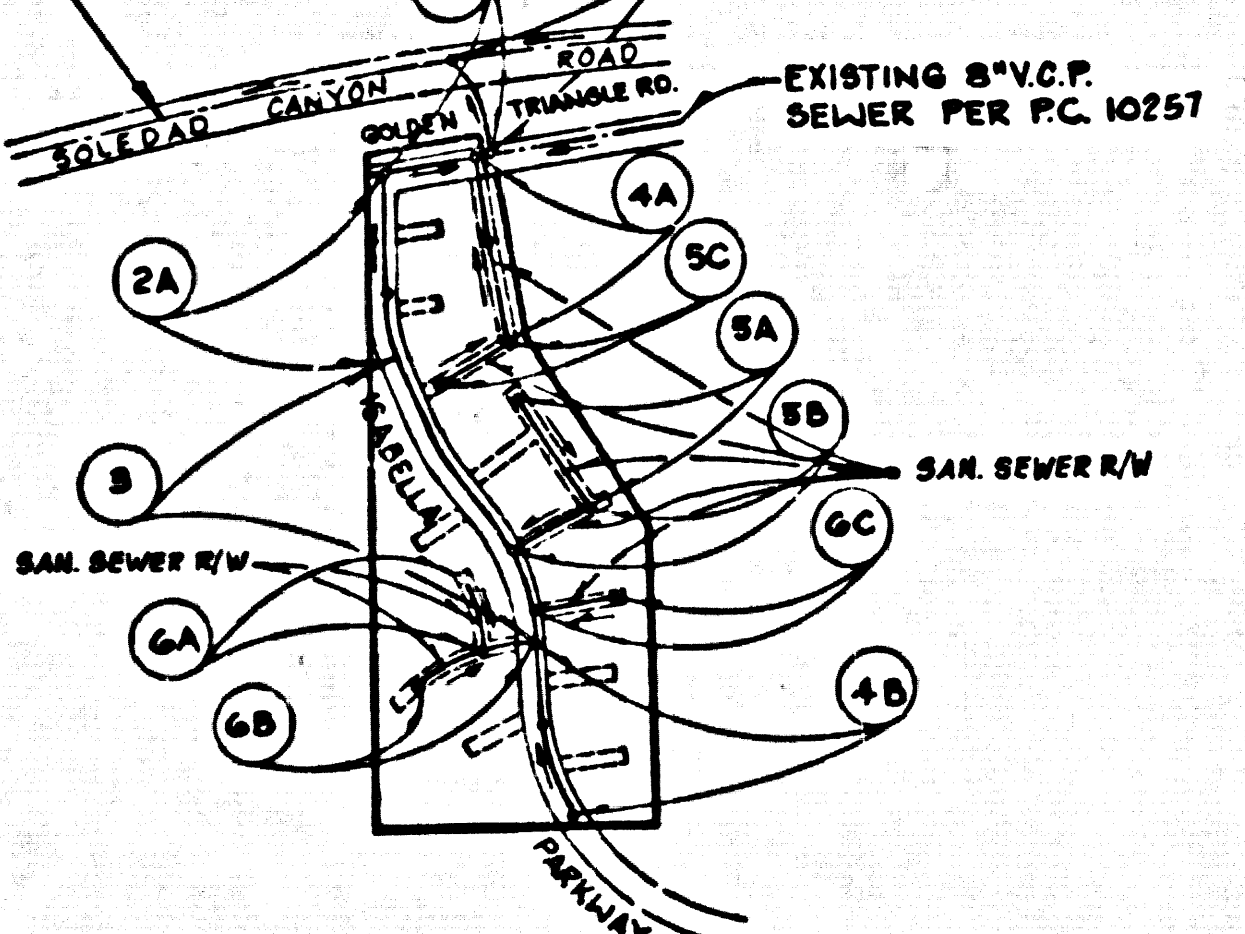 ROAD
SOLEDAD CANYON
EXISTING 8" V.C.P.
SEWER PER P.C. 10257
GOLDEN TRIANGLE RD.
4A
5C
2A
5A
5B
ISABELLA
SAN. SEWER R/W
3
6C
SAN. SEWER R/W
6A
4B
6B
PARKWAY